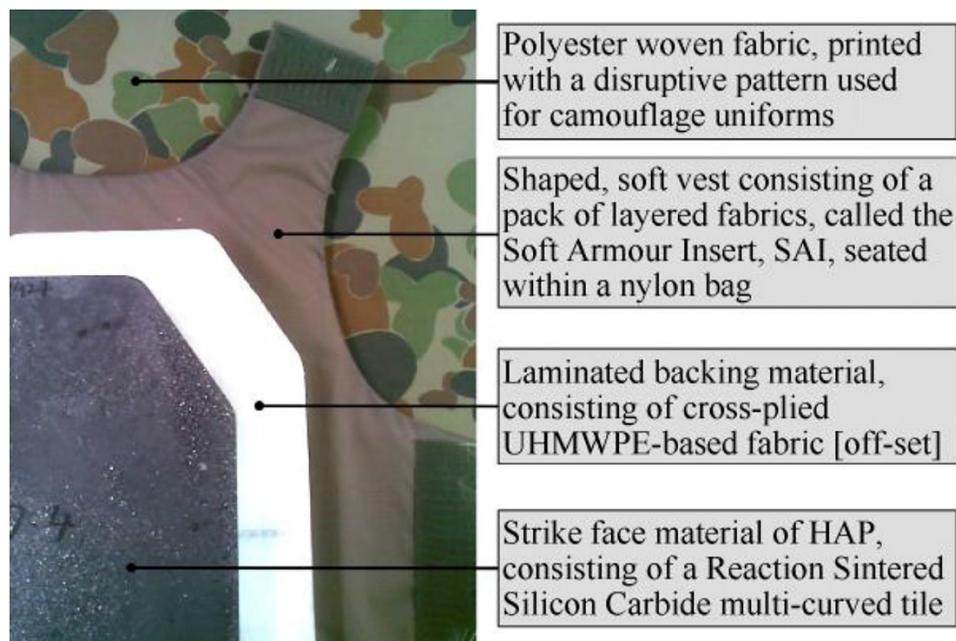 Polyester woven fabric, printed
with a disruptive pattern used
for camouflage uniforms
Shaped, soft vest consisting of a
pack of layered fabrics, called the
Soft Armour Insert, SAI, seated
within a nylon bag
Laminated backing material,
consisting of cross-plied
UHMWPE-based fabric [off-set]
Strike face material of HAP,
consisting of a Reaction Sintered
Silicon Carbide multi-curved tile